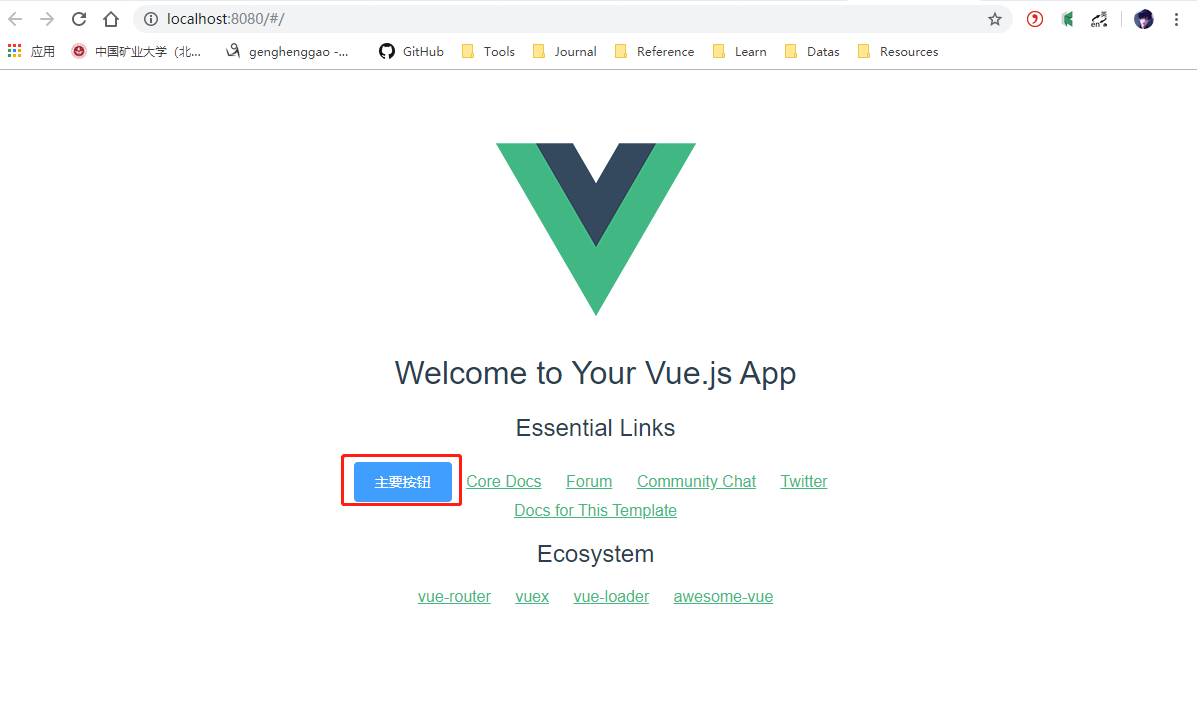 localhost:8080/#/
应用 中国矿业大学（北... genghenggao -... GitHub Tools Journal Reference Learn Datas Resources
Welcome to Your Vue.js App
Essential Links
主要按钮 Core Docs Forum Community Chat Twitter
Docs for This Template
Ecosystem
vue-router vuex vue-loader awesome-vue